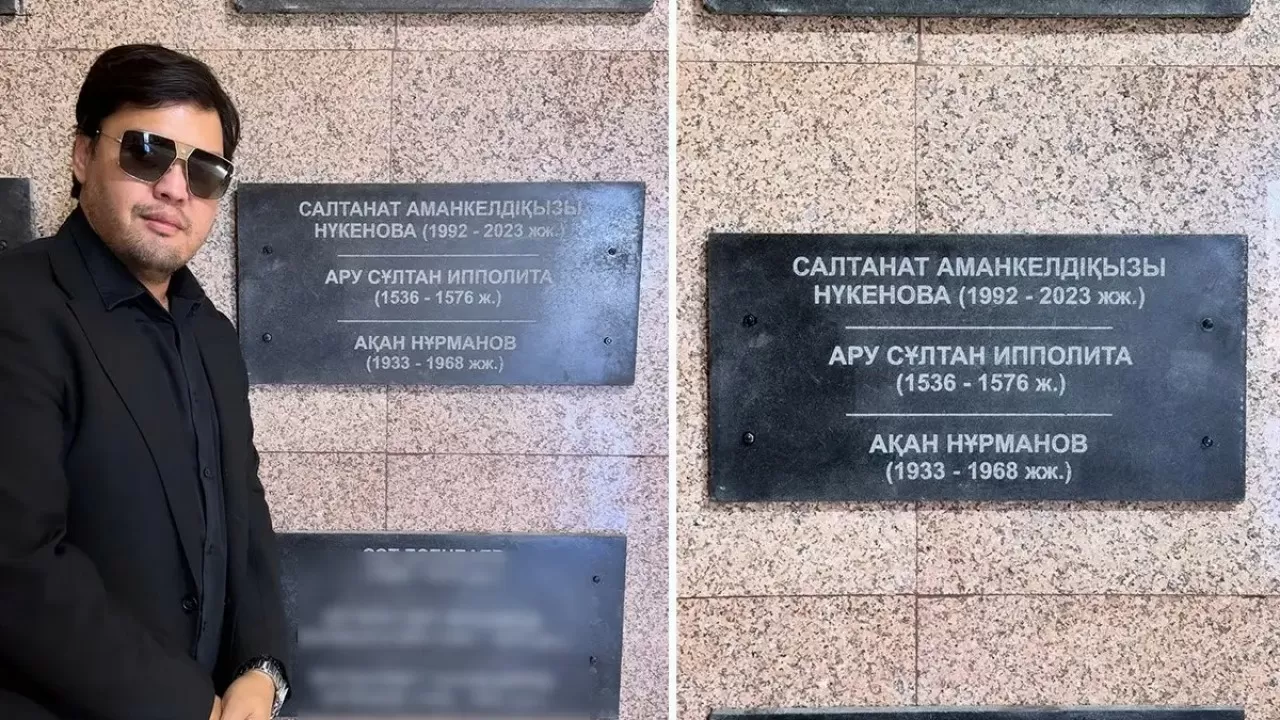 САЛТАНАТ АМАНКЕЛДІҚЫЗЫ
НҮКЕНОВА (1992 - 2023 жж.)
АРУ СҰЛТАН ИППОЛИТА
(1536 - 1576 ж.)
АҚАН НҰРМАНОВ
(1933 - 1968 жж.)
САЛТАНАТ АМАНКЕЛДІҚЫЗЫ
НҮКЕНОВА (1992 - 2023 жж.)
АРУ СҰЛТАН ИППОЛИТА
(1536 - 1576 ж.)
АҚАН НҰРМАНОВ
(1933 - 1968 жж.)